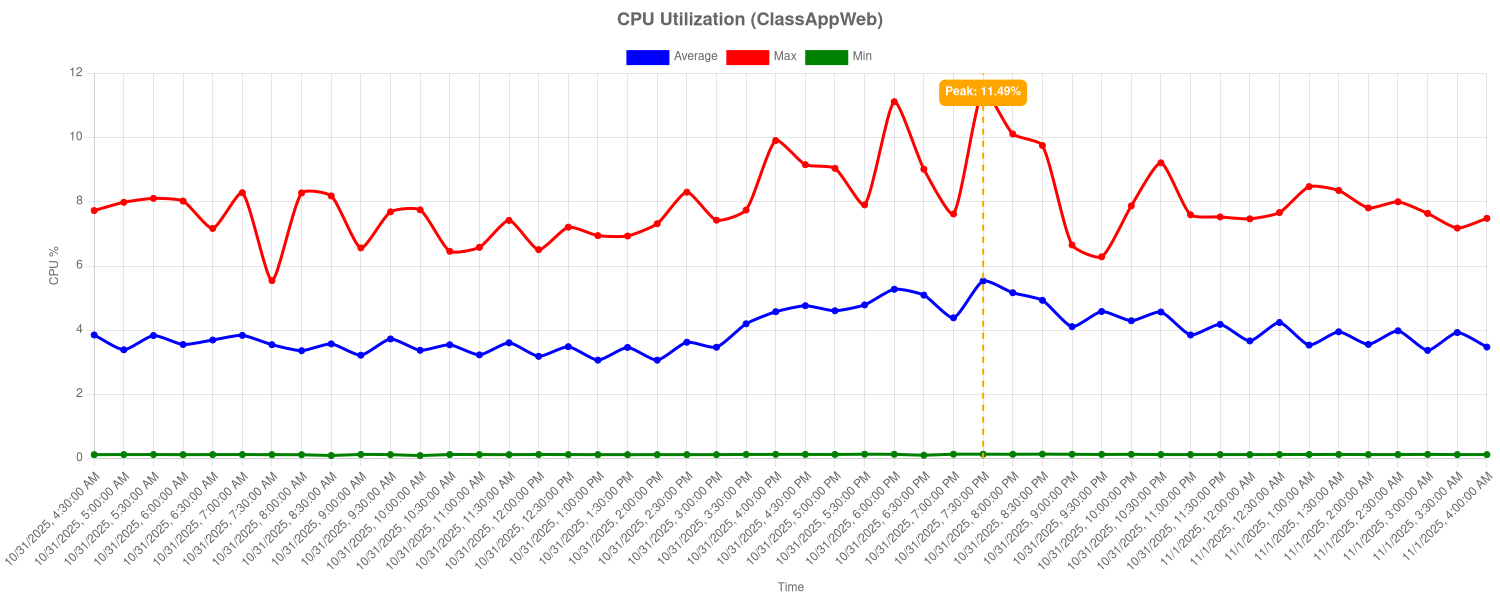 CPU Utilization (ClassAppWeb)
Average Max Min
Peak: 11.49%
12
10
8
6
4
2
0
CPU %
10/31/2025, 4:30:00 AM
10/31/2025, 5:00:00 AM
10/31/2025, 5:30:00 AM
10/31/2025, 6:00:00 AM
10/31/2025, 6:30:00 AM
10/31/2025, 7:00:00 AM
10/31/2025, 7:30:00 AM
10/31/2025, 8:00:00 AM
10/31/2025, 8:30:00 AM
10/31/2025, 9:00:00 AM
10/31/2025, 9:30:00 AM
10/31/2025, 10:00:00 AM
10/31/2025, 10:30:00 AM
10/31/2025, 11:00:00 AM
10/31/2025, 11:30:00 AM
10/31/2025, 12:00:00 PM
10/31/2025, 12:30:00 PM
10/31/2025, 1:00:00 PM
10/31/2025, 1:30:00 PM
10/31/2025, 2:00:00 PM
10/31/2025, 2:30:00 PM
10/31/2025, 3:00:00 PM
10/31/2025, 3:30:00 PM
10/31/2025, 4:00:00 PM
10/31/2025, 4:30:00 PM
10/31/2025, 5:00:00 PM
10/31/2025, 5:30:00 PM
10/31/2025, 6:00:00 PM
10/31/2025, 6:30:00 PM
10/31/2025, 7:00:00 PM
10/31/2025, 7:30:00 PM
10/31/2025, 8:00:00 PM
10/31/2025, 8:30:00 PM
10/31/2025, 9:00:00 PM
10/31/2025, 9:30:00 PM
10/31/2025, 10:00:00 PM
10/31/2025, 10:30:00 PM
10/31/2025, 11:00:00 PM
10/31/2025, 11:30:00 PM
11/1/2025, 12:00:00 AM
11/1/2025, 12:30:00 AM
11/1/2025, 1:00:00 AM
11/1/2025, 1:30:00 AM
11/1/2025, 2:00:00 AM
11/1/2025, 2:30:00 AM
11/1/2025, 3:00:00 AM
11/1/2025, 3:30:00 AM
11/1/2025, 4:00:00 AM
Time